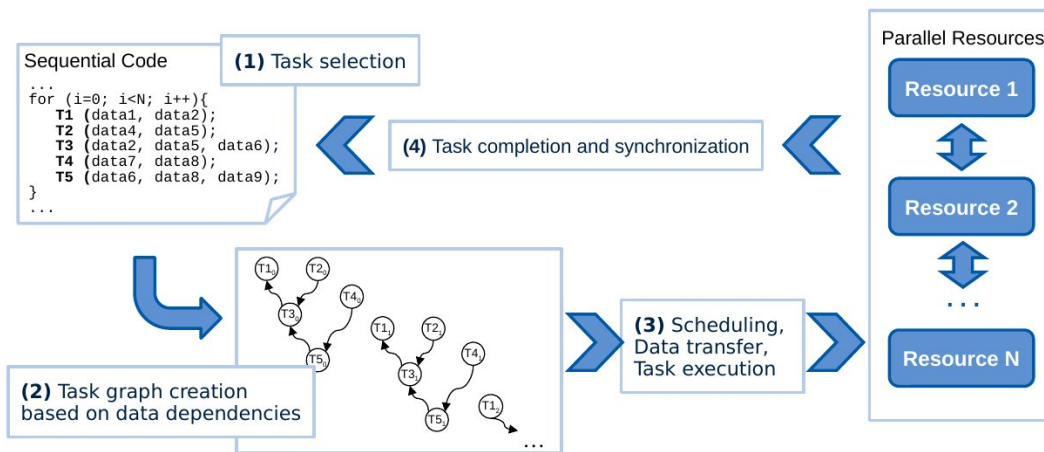 Sequential Code
(1) Task selection
...
for (i=0; i<N; i++){
T1 (data1, data2);
T2 (data4, data5);
T3 (data2, data5, data6);
T4 (data7, data8);
T5 (data6, data8, data9);
}
...
(4) Task completion and synchronization
Parallel Resources
Resource 1
Resource 2
...
Resource N
T1₀
T2₀
T4₀
T3₀
T5₀
T1₁
T2₁
T4₁
T3₁
T5₁
T1₂
...
(2) Task graph creation
based on data dependencies
(3) Scheduling,
Data transfer,
Task execution